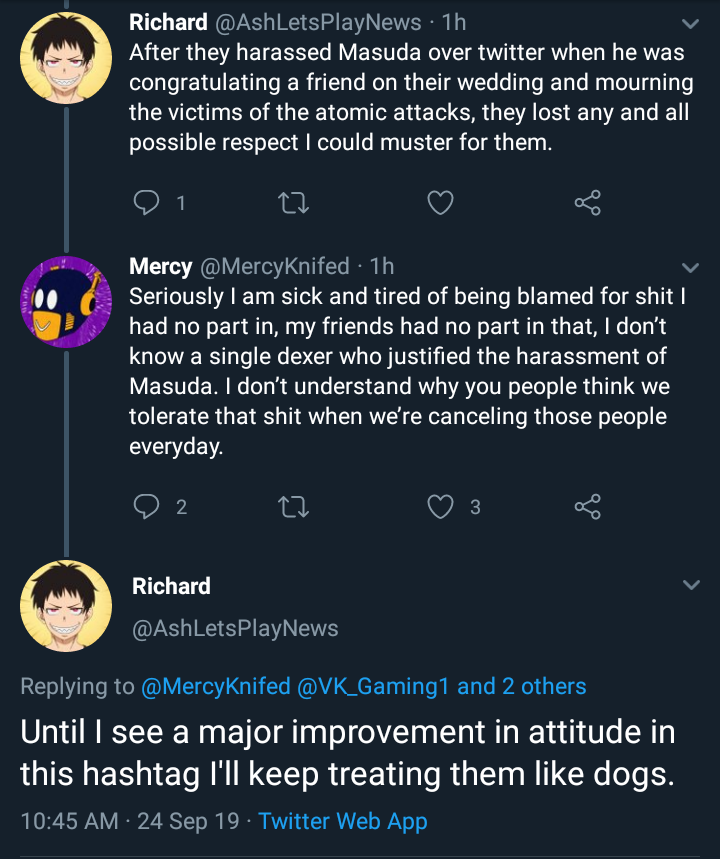 Richard @AshLetsPlayNews · 1h
After they harassed Masuda over twitter when he was
congratulating a friend on their wedding and mourning
the victims of the atomic attacks, they lost any and all
possible respect I could muster for them.
1
Mercy @MercyKnifed · 1h
Seriously I am sick and tired of being blamed for shit I
had no part in, my friends had no part in that, I don’t
know a single dexer who justified the harassment of
Masuda. I don’t understand why you people think we
tolerate that shit when we’re canceling those people
everyday.
2 3
Richard
@AshLetsPlayNews
Replying to @MercyKnifed @VK_Gaming1 and 2 others
Until I see a major improvement in attitude in
this hashtag I'll keep treating them like dogs.
10:45 AM · 24 Sep 19 · Twitter Web App